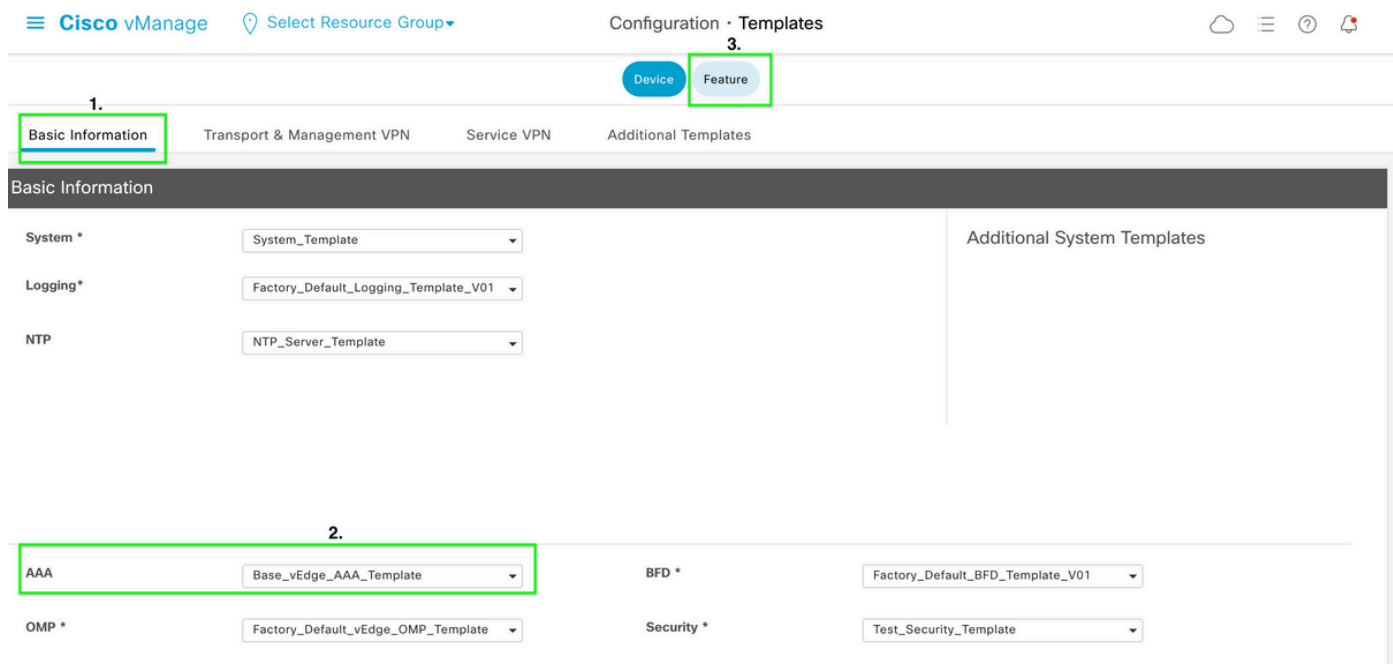 Cisco vManage
Select Resource Group
Configuration · Templates
3.
Device
Feature
1.
Basic Information
Transport & Management VPN
Service VPN
Additional Templates
Basic Information
System *
System_Template
Additional System Templates
Logging*
Factory_Default_Logging_Template_V01
NTP
NTP_Server_Template
2.
AAA
Base_vEdge_AAA_Template
BFD *
Factory_Default_BFD_Template_V01
OMP *
Factory_Default_vEdge_OMP_Template
Security *
Test_Security_Template